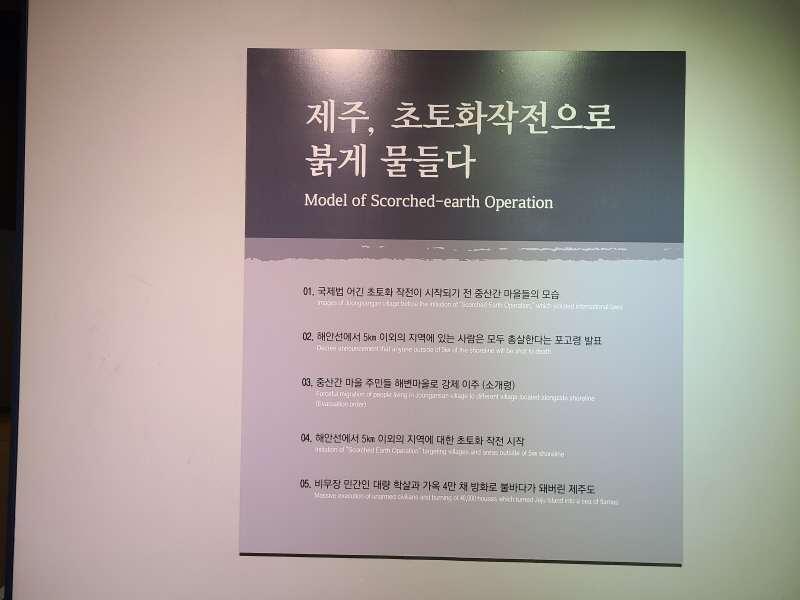 제주, 초토화작전으로
붉게 물들다
Model of Scorched-earth Operation
01. 국제법 어긴 초토화 작전이 시작되기 전 중산간 마을들의 모습
Images of Joongsangan village before the initiation of "Scorched Earth Operation," which violated international laws
02. 해안선에서 5km 이외의 지역에 있는 사람은 모두 총살한다는 포고령 발표
Decree announcement that anyone outside of 5km of the shoreline will be shot to death
03. 중산간 마을 주민들 해변마을로 강제 이주 (소개령)
Forceful migration of people living in Joongansan village to different village located alongside shoreline
(Evacuation order)
04. 해안선에서 5km 이외의 지역에 대한 초토화 작전 시작
Initiation of "Scorched Earth Operation" targeting villages and areas outside of 5km shoreline
05. 비무장 민간인 대량 학살과 가옥 4만 채 방화로 불바다가 돼버린 제주도
Massive execution of unarmed civilians and burning of 40,000 houses which turned Jeju Island into a sea of flames